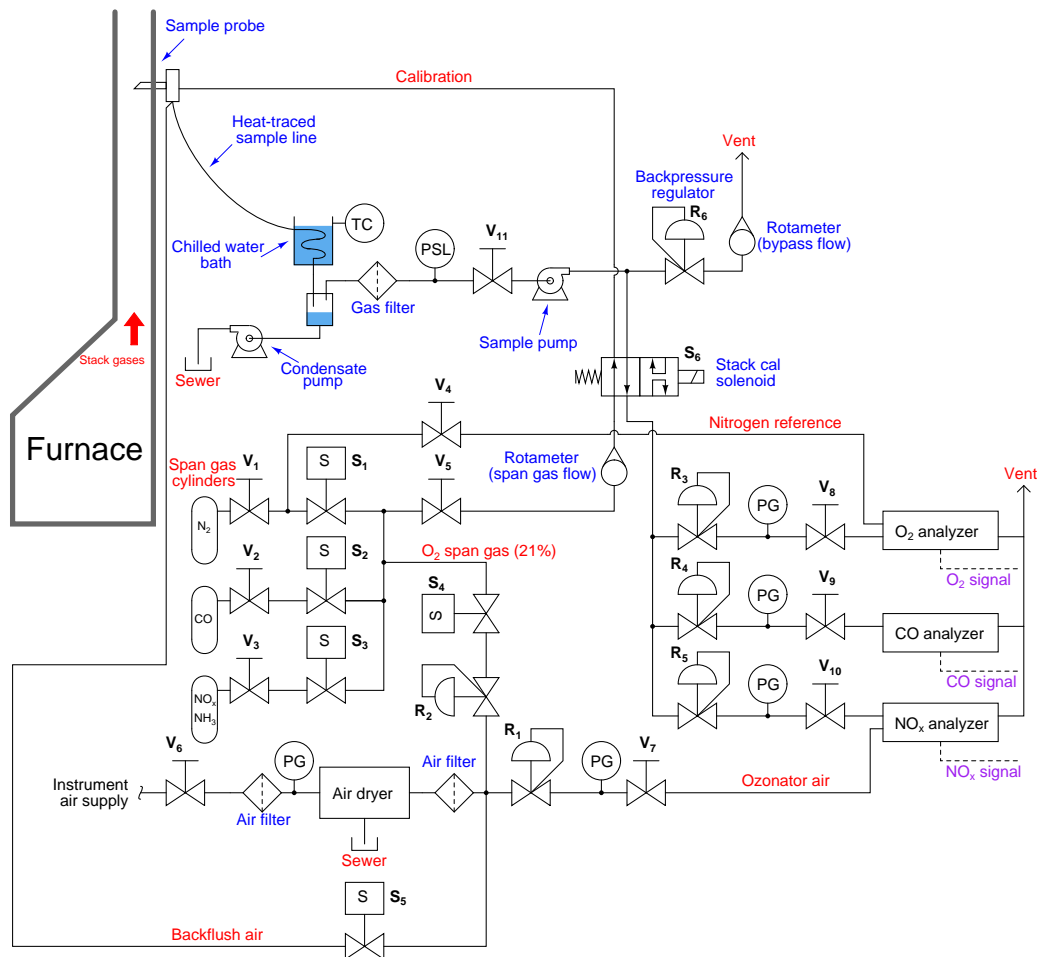 Sample probe
Calibration
Heat-traced
sample line
Vent
Backpressure
regulator
R6
Rotameter
(bypass flow)
TC
Chilled water
bath
PSL
V11
Gas filter
Sample pump
Condensate
pump
Sewer
Stack gases
Furnace
S6
Stack cal
solenoid
V4
Nitrogen reference
Span gas
cylinders
V1
S
S1
V5
Rotameter
(span gas flow)
N2
V2
S
S2
O2 span gas (21%)
CO
V3
S
S3
S4
S
NOx
NH3
R2
R3
PG
V8
Vent
O2 analyzer
O2 signal
R4
PG
V9
CO analyzer
CO signal
R5
PG
V10
NOx analyzer
NOx signal
V6
Instrument
air supply
Air filter
PG
Air dryer
Sewer
Air filter
R1
PG
V7
Ozonator air
S
S5
Backflush air